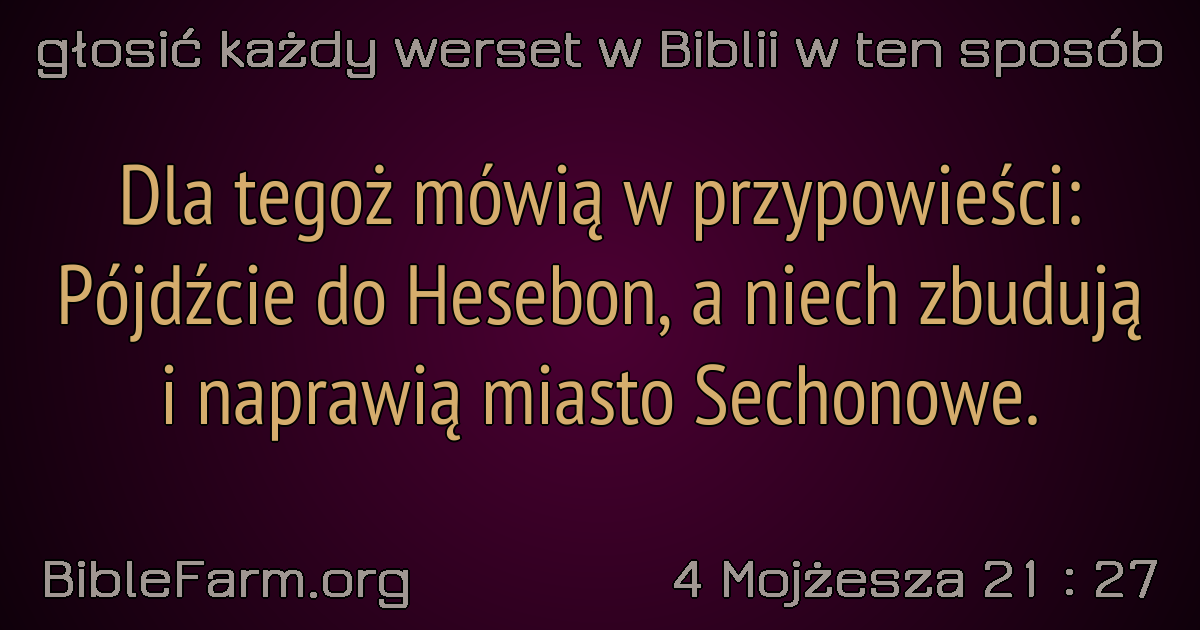 głosić każdy werset w Biblii w ten sposób
Dla tegoż mówią w przypowieści:
Pójdźcie do Hesebon, a niech zbudują
i naprawią miasto Sechonowe.
BibleFarm.org
4 Mojżesza 21 : 27